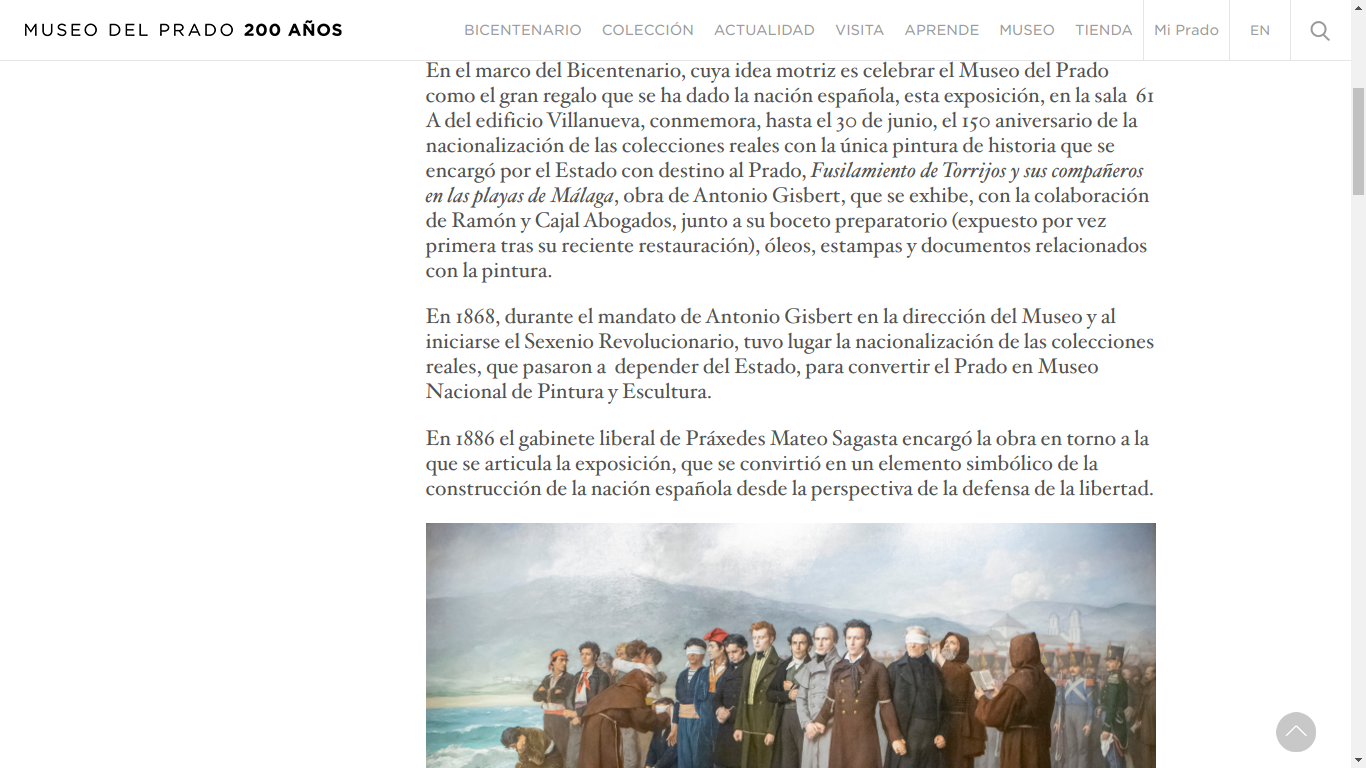 MUSEO DEL PRADO 200 AÑOS
BICENTENARIO COLECCIÓN ACTUALIDAD VISITA APRENDE MUSEO TIENDA Mi Prado EN
En el marco del Bicentenario, cuya idea motriz es celebrar el Museo del Prado
como el gran regalo que se ha dado la nación española, esta exposición, en la sala 61
A del edificio Villanueva, conmemora, hasta el 30 de junio, el 150 aniversario de la
nacionalización de las colecciones reales con la única pintura de historia que se
encargó por el Estado con destino al Prado, Fusilamiento de Torrijos y sus compañeros
en las playas de Málaga, obra de Antonio Gisbert, que se exhibe, con la colaboración
de Ramón y Cajal Abogados, junto a su boceto preparatorio (expuesto por vez
primera tras su reciente restauración), óleos, estampas y documentos relacionados
con la pintura.
En 1868, durante el mandato de Antonio Gisbert en la dirección del Museo y al
iniciarse el Sexenio Revolucionario, tuvo lugar la nacionalización de las colecciones
reales, que pasaron a depender del Estado, para convertir el Prado en Museo
Nacional de Pintura y Escultura.
En 1886 el gabinete liberal de Práxedes Mateo Sagasta encargó la obra en torno a la
que se articula la exposición, que se convirtió en un elemento simbólico de la
construcción de la nación española desde la perspectiva de la defensa de la libertad.